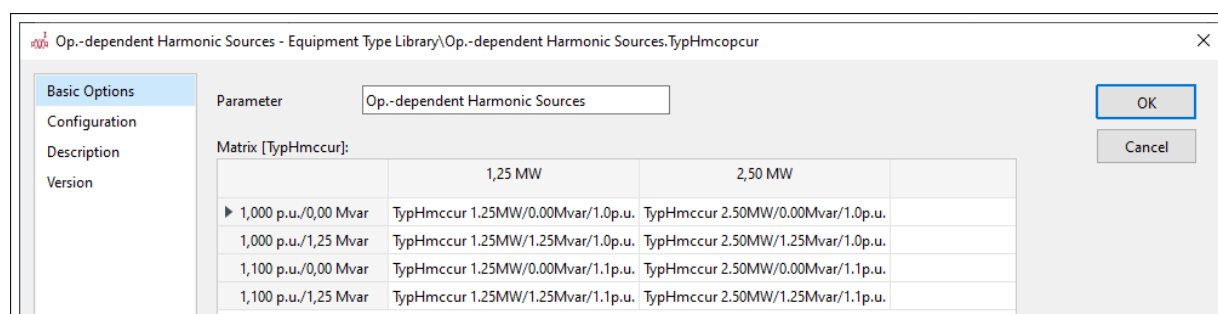 Op.-dependent Harmonic Sources - Equipment Type Library\Op.-dependent Harmonic Sources.TypHmcopcur
Basic Options
Configuration
Description
Version
Parameter Op.-dependent Harmonic Sources
OK
Cancel
Matrix [TypHmccur]:
1,25 MW 2,50 MW
1,000 p.u./0,00 Mvar TypHmccur 1.25MW/0.00Mvar/1.0p.u. TypHmccur 2.50MW/0.00Mvar/1.0p.u.
1,000 p.u./1,25 Mvar TypHmccur 1.25MW/1.25Mvar/1.0p.u. TypHmccur 2.50MW/1.25Mvar/1.0p.u.
1,100 p.u./0,00 Mvar TypHmccur 1.25MW/0.00Mvar/1.1p.u. TypHmccur 2.50MW/0.00Mvar/1.1p.u.
1,100 p.u./1,25 Mvar TypHmccur 1.25MW/1.25Mvar/1.1p.u. TypHmccur 2.50MW/1.25Mvar/1.1p.u.